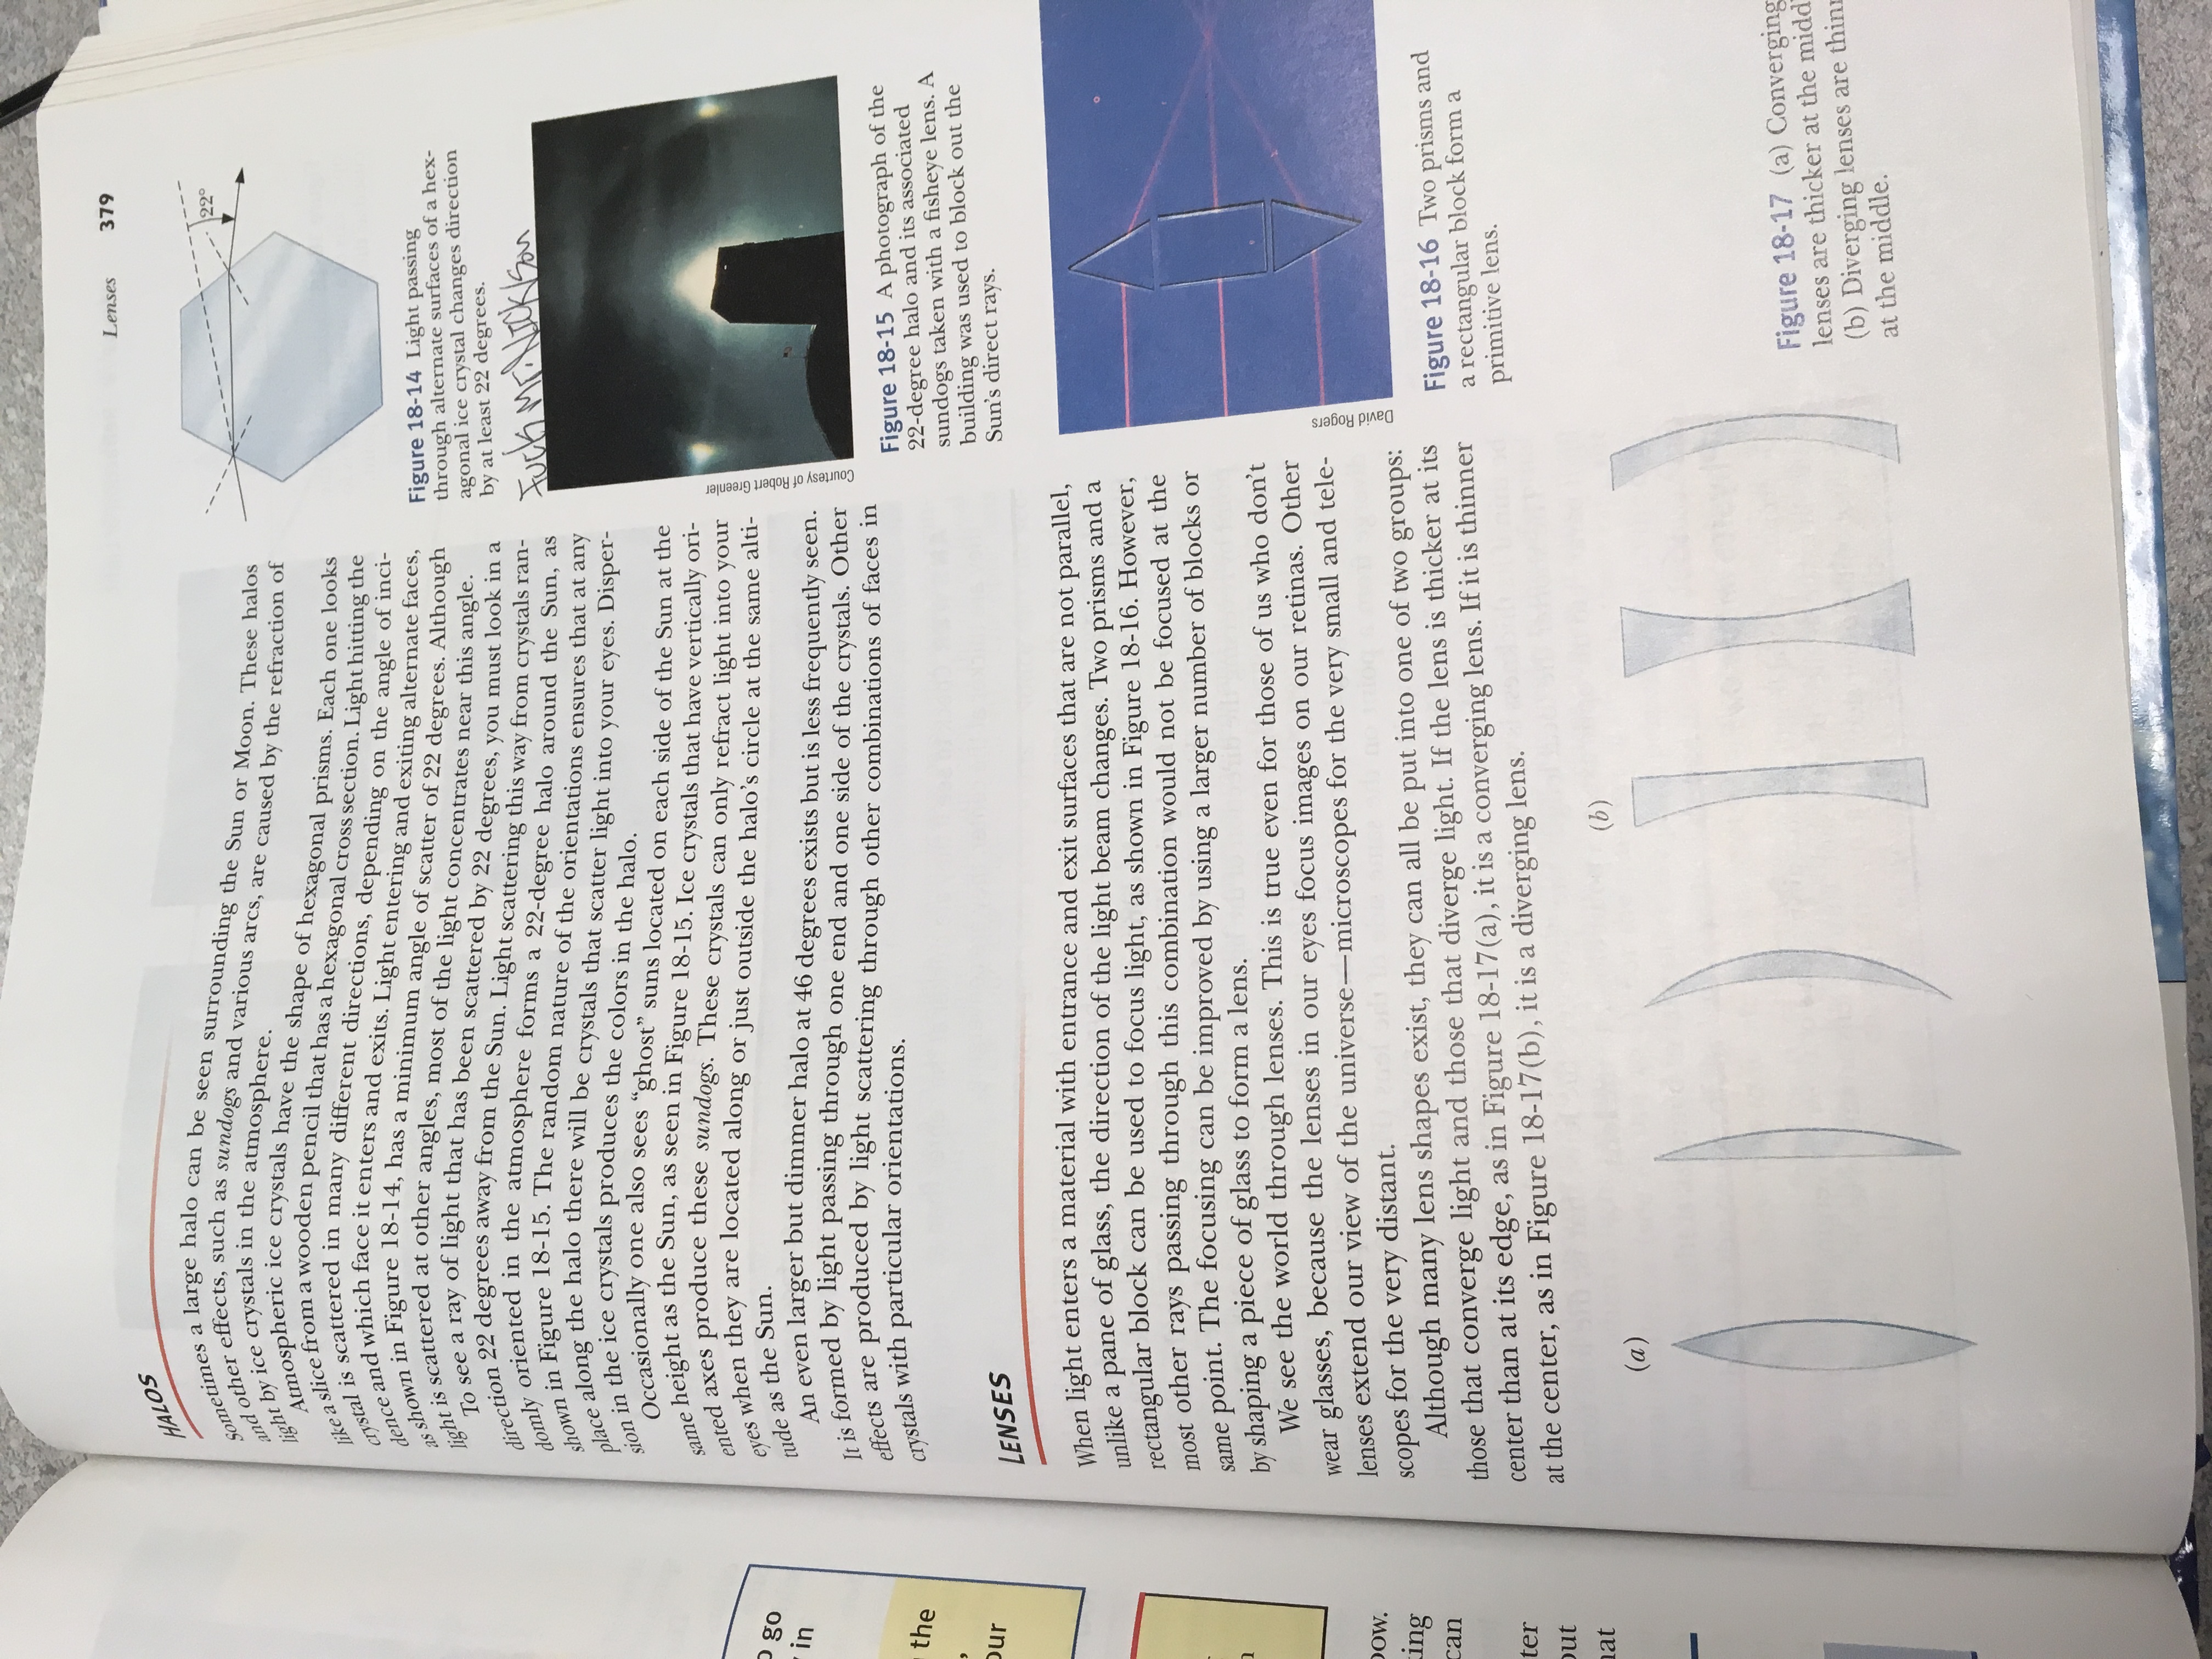 Lenses 379
HALOS
Sometimes a large halo can be seen surrounding the Sun or Moon. These halos
and other effects, such as sundogs and various arcs, are caused by the refraction of
light by ice crystals in the atmosphere.
Atmospheric ice crystals have the shape of hexagonal prisms. Each one looks
like a slice from a wooden pencil that has a hexagonal cross section. Light hitting the
crystal is scattered in many different directions, depending on the angle of inci-
dence and which face it enters and exits. Light entering and exiting alternate faces,
as shown in Figure 18-14, has a minimum angle of scatter of 22 degrees. Although
light is scattered at other angles, most of the light concentrates near this angle.
To see a ray of light that has been scattered by 22 degrees, you must look in a
direction 22 degrees away from the Sun. Light scattering this way from crystals ran-
domly oriented in the atmosphere forms a 22-degree halo around the Sun, as
shown in Figure 18-15. The random nature of the orientations ensures that at any
place along the halo there will be crystals that scatter light into your eyes. Disper-
sion in the ice crystals produces the colors in the halo.
Occasionally one also sees “ghost” suns located on each side of the Sun at the
same height as the Sun, as seen in Figure 18-15. Ice crystals that have vertically ori-
ented axes produce these sundogs. These crystals can only refract light into your
eyes when they are located along or just outside the halo’s circle at the same alti-
tude as the Sun.
An even larger but dimmer halo at 46 degrees exists but is less frequently seen.
It is formed by light passing through one end and one side of the crystals. Other
effects are produced by light scattering through other combinations of faces in
crystals with particular orientations.
22°
Figure 18-14 Light passing
through alternate surfaces of a hex-
agonal ice crystal changes direction
by at least 22 degrees.
Fuck Mr. Nicklson
Courtesy of Robert Greenler
Figure 18-15 A photograph of the
22-degree halo and its associated
sundogs taken with a fisheye lens. A
building was used to block out the
Sun’s direct rays.
LENSES
When light enters a material with entrance and exit surfaces that are not parallel,
unlike a pane of glass, the direction of the light beam changes. Two prisms and a
rectangular block can be used to focus light, as shown in Figure 18-16. However,
most other rays passing through this combination would not be focused at the
same point. The focusing can be improved by using a larger number of blocks or
by shaping a piece of glass to form a lens.
We see the world through lenses. This is true even for those of us who don’t
wear glasses, because the lenses in our eyes focus images on our retinas. Other
lenses extend our view of the universe—microscopes for the very small and tele-
scopes for the very distant.
Although many lens shapes exist, they can all be put into one of two groups:
those that converge light and those that diverge light. If the lens is thicker at its
center than at its edge, as in Figure 18-17(a), it is a converging lens. If it is thinner
at the center, as in Figure 18-17(b), it is a diverging lens.
David Rogers
Figure 18-16 Two prisms and
a rectangular block form a
primitive lens.
(a)
(b)
Figure 18-17 (a) Converging
lenses are thicker at the midd
(b) Diverging lenses are thin
at the middle.
go
in
the
our
ow.
ing
can
ter
out
hat